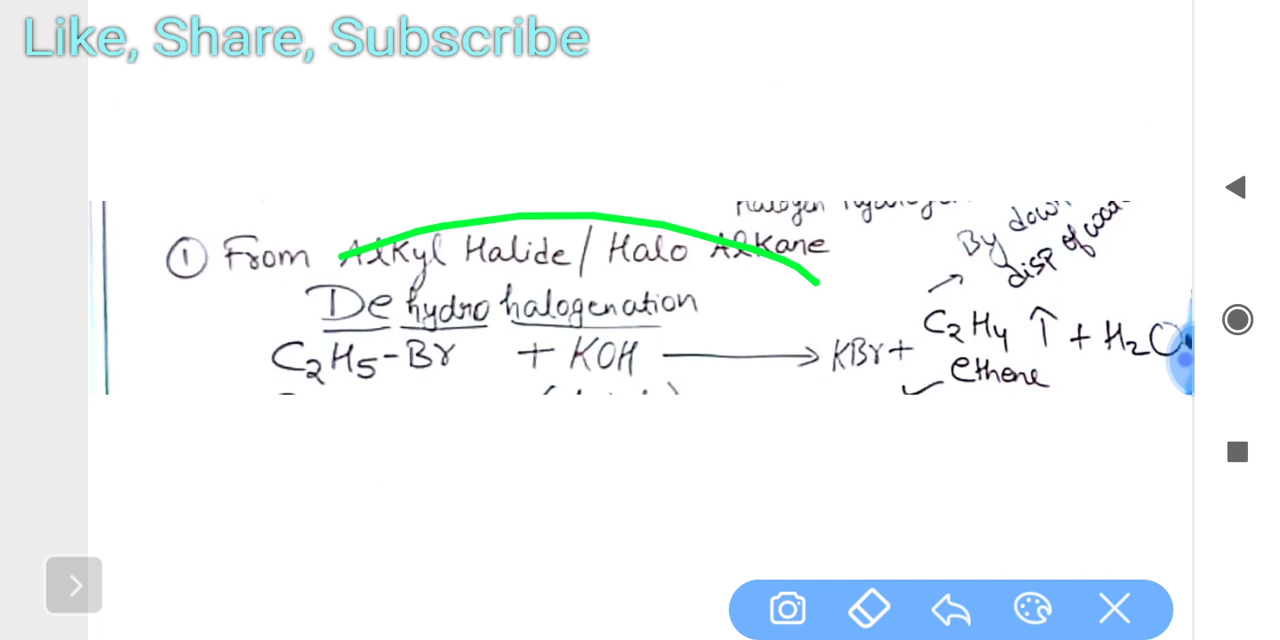 Like, Share, Subscribe
By down
disp of
① From Alkyl Halide/ Halo Alkane
De hydro halogenation
C₂H₅-Br + KOH ⟶ KBr + C₂H₄ ↑ + H₂O
Ethene